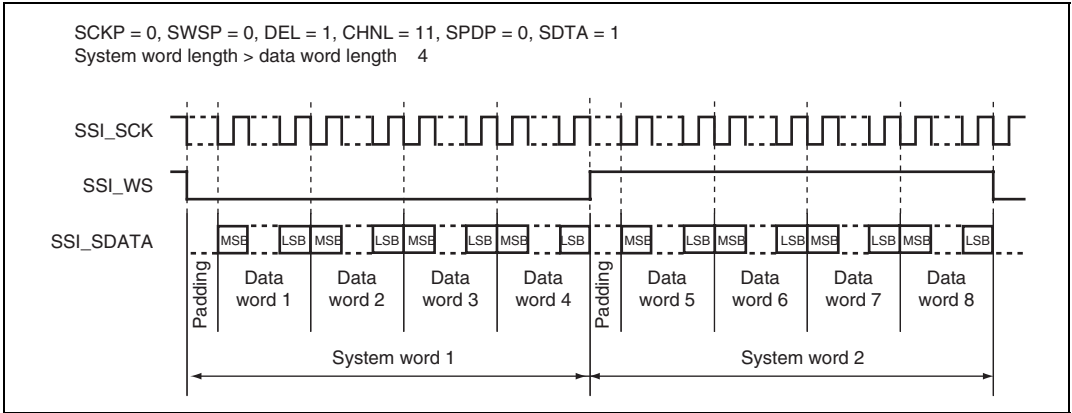 SCKP = 0, SWSP = 0, DEL = 1, CHNL = 11, SPDP = 0, SDTA = 1
System word length > data word length 4
SSI_SCK
SSI_WS
SSI_SDATA
MSB LSB MSB LSB MSB LSB MSB LSB MSB LSB MSB LSB MSB LSB MSB LSB
Padding
Data word 1
Data word 2
Data word 3
Data word 4
Padding
Data word 5
Data word 6
Data word 7
Data word 8
System word 1
System word 2